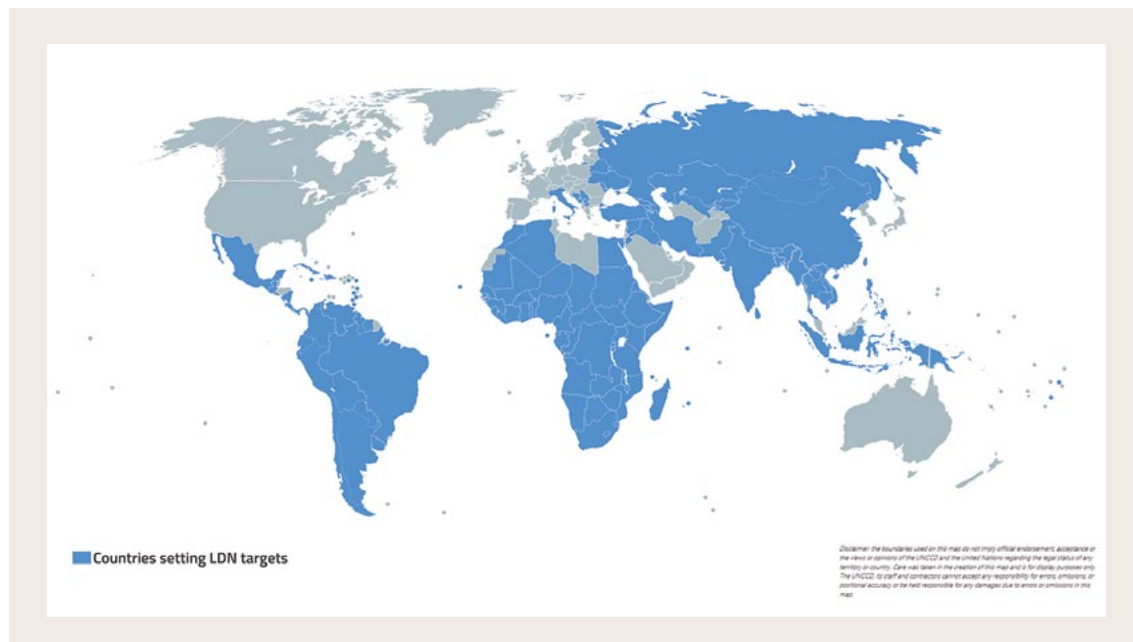 Countries setting LDN targets
Disclaimer: the boundaries used on this map do not imply official endorsement, acceptance or
the views or opinions of the UNCCD and the United Nations regarding the legal status of any
territory or country. Care was taken in the creation of this map and is for display purposes only.
The UNCCD, its staff and contractors cannot accept any responsibility for errors, omissions, or
positional accuracy or be held responsible for any damages due to errors or omissions in this
map.